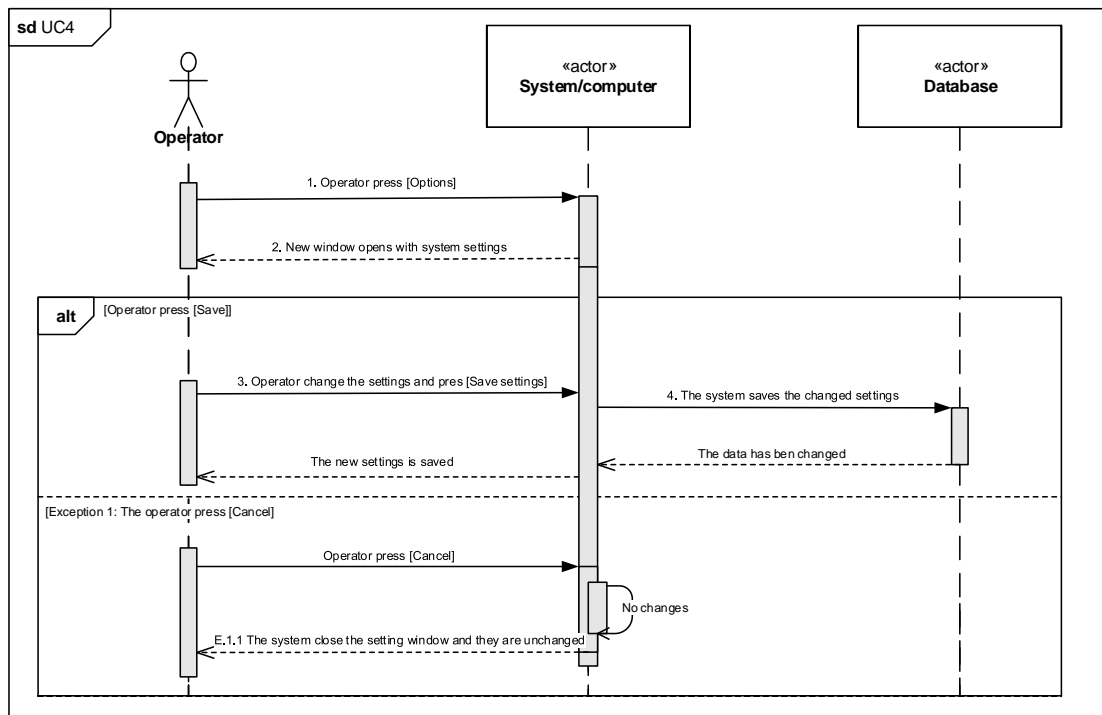 sd UC4
«actor»
System/computer
«actor»
Database
Operator
1. Operator press [Options]
2. New window opens with system settings
alt
[Operator press [Save]]
3. Operator change the settings and pres [Save settings]
4. The system saves the changed settings
The data has ben changed
The new settings is saved
[Exception 1: The operator press [Cancel]
Operator press [Cancel]
No changes
E.1.1 The system close the setting window and they are unchanged